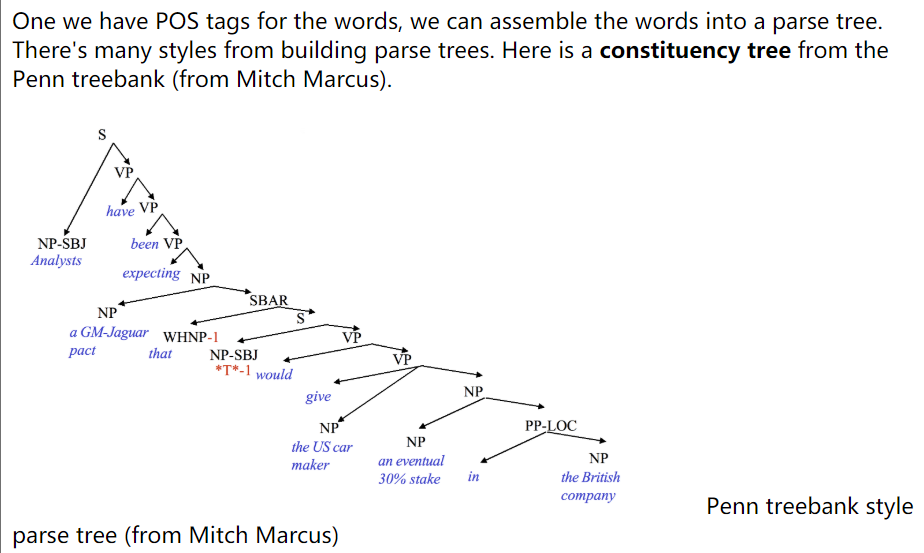 One we have POS tags for the words, we can assemble the words into a parse tree.
There's many styles from building parse trees. Here is a constituency tree from the
Penn treebank (from Mitch Marcus).
S
VP
have VP
NP-SBJ been VP
Analysts
expecting NP
SBAR
NP S
a GM-Jaguar WHNP-1 VP
pact that NP-SBJ VP
*T*-1 would
give NP
NP PP-LOC
the US car NP
maker an eventual NP
30% stake in the British
company
Penn treebank style
parse tree (from Mitch Marcus)